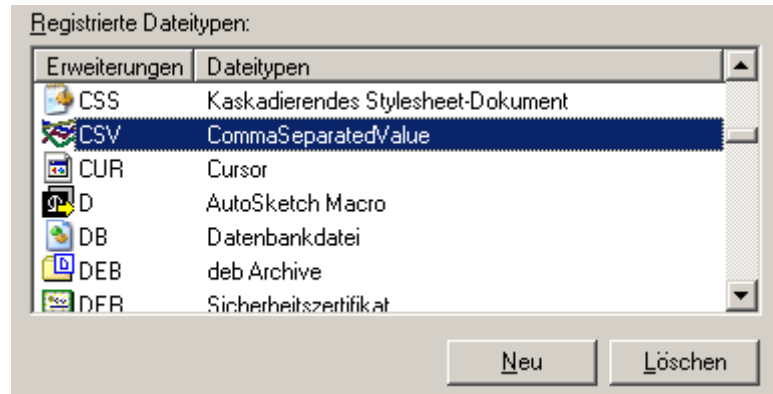 Registrierte Dateitypen:
Erweiterungen Dateitypen
CSS Kaskadierendes Stylesheet-Dokument
CSV CommaSeparatedValue
CUR Cursor
D AutoSketch Macro
DB Datenbankdatei
DEB deb Archive
DER Sicherheitszertifikat
Neu Löschen